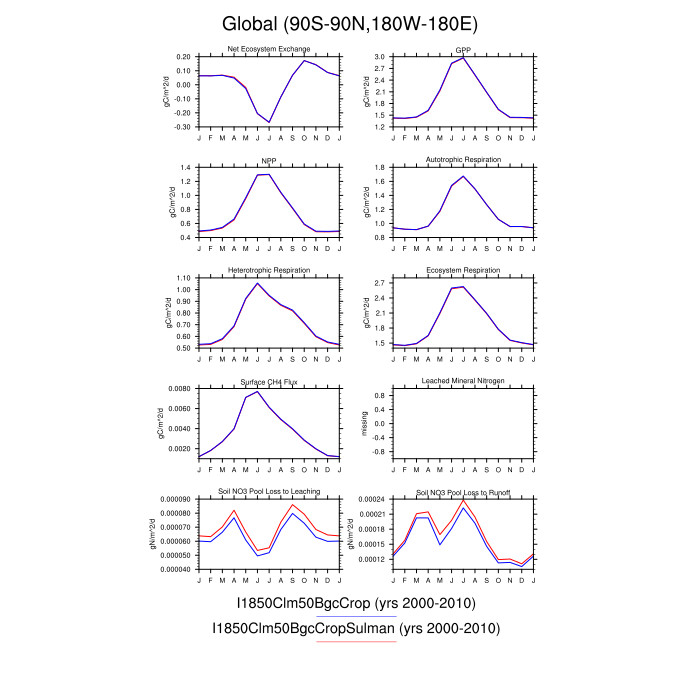 Global (90S-90N,180W-180E)
Net Ecosystem Exchange
gC/m^2/d
0.20
0.10
0.00
-0.10
-0.20
-0.30
J F M A M J J A S O N D J
GPP
gC/m^2/d
3.0
2.7
2.4
2.1
1.8
1.5
1.2
J F M A M J J A S O N D J
NPP
gC/m^2/d
1.4
1.2
1.0
0.8
0.6
0.4
J F M A M J J A S O N D J
Autotrophic Respiration
gC/m^2/d
1.8
1.6
1.4
1.2
1.0
0.8
J F M A M J J A S O N D J
Heterotrophic Respiration
gC/m^2/d
1.10
1.00
0.90
0.80
0.70
0.60
0.50
J F M A M J J A S O N D J
Ecosystem Respiration
gC/m^2/d
2.7
2.4
2.1
1.8
1.5
J F M A M J J A S O N D J
Surface CH4 Flux
gC/m^2/d
0.0080
0.0060
0.0040
0.0020
J F M A M J J A S O N D J
Leached Mineral Nitrogen
missing
0.8
0.4
0.0
-0.4
-0.8
J F M A M J J A S O N D J
Soil NO3 Pool Loss to Leaching
gN/m^2/d
0.000090
0.000080
0.000070
0.000060
0.000050
0.000040
J F M A M J J A S O N D J
Soil NO3 Pool Loss to Runoff
gN/m^2/d
0.00024
0.00021
0.00018
0.00015
0.00012
J F M A M J J A S O N D J
I1850Clm50BgcCrop (yrs 2000-2010)
I1850Clm50BgcCropSulman (yrs 2000-2010)